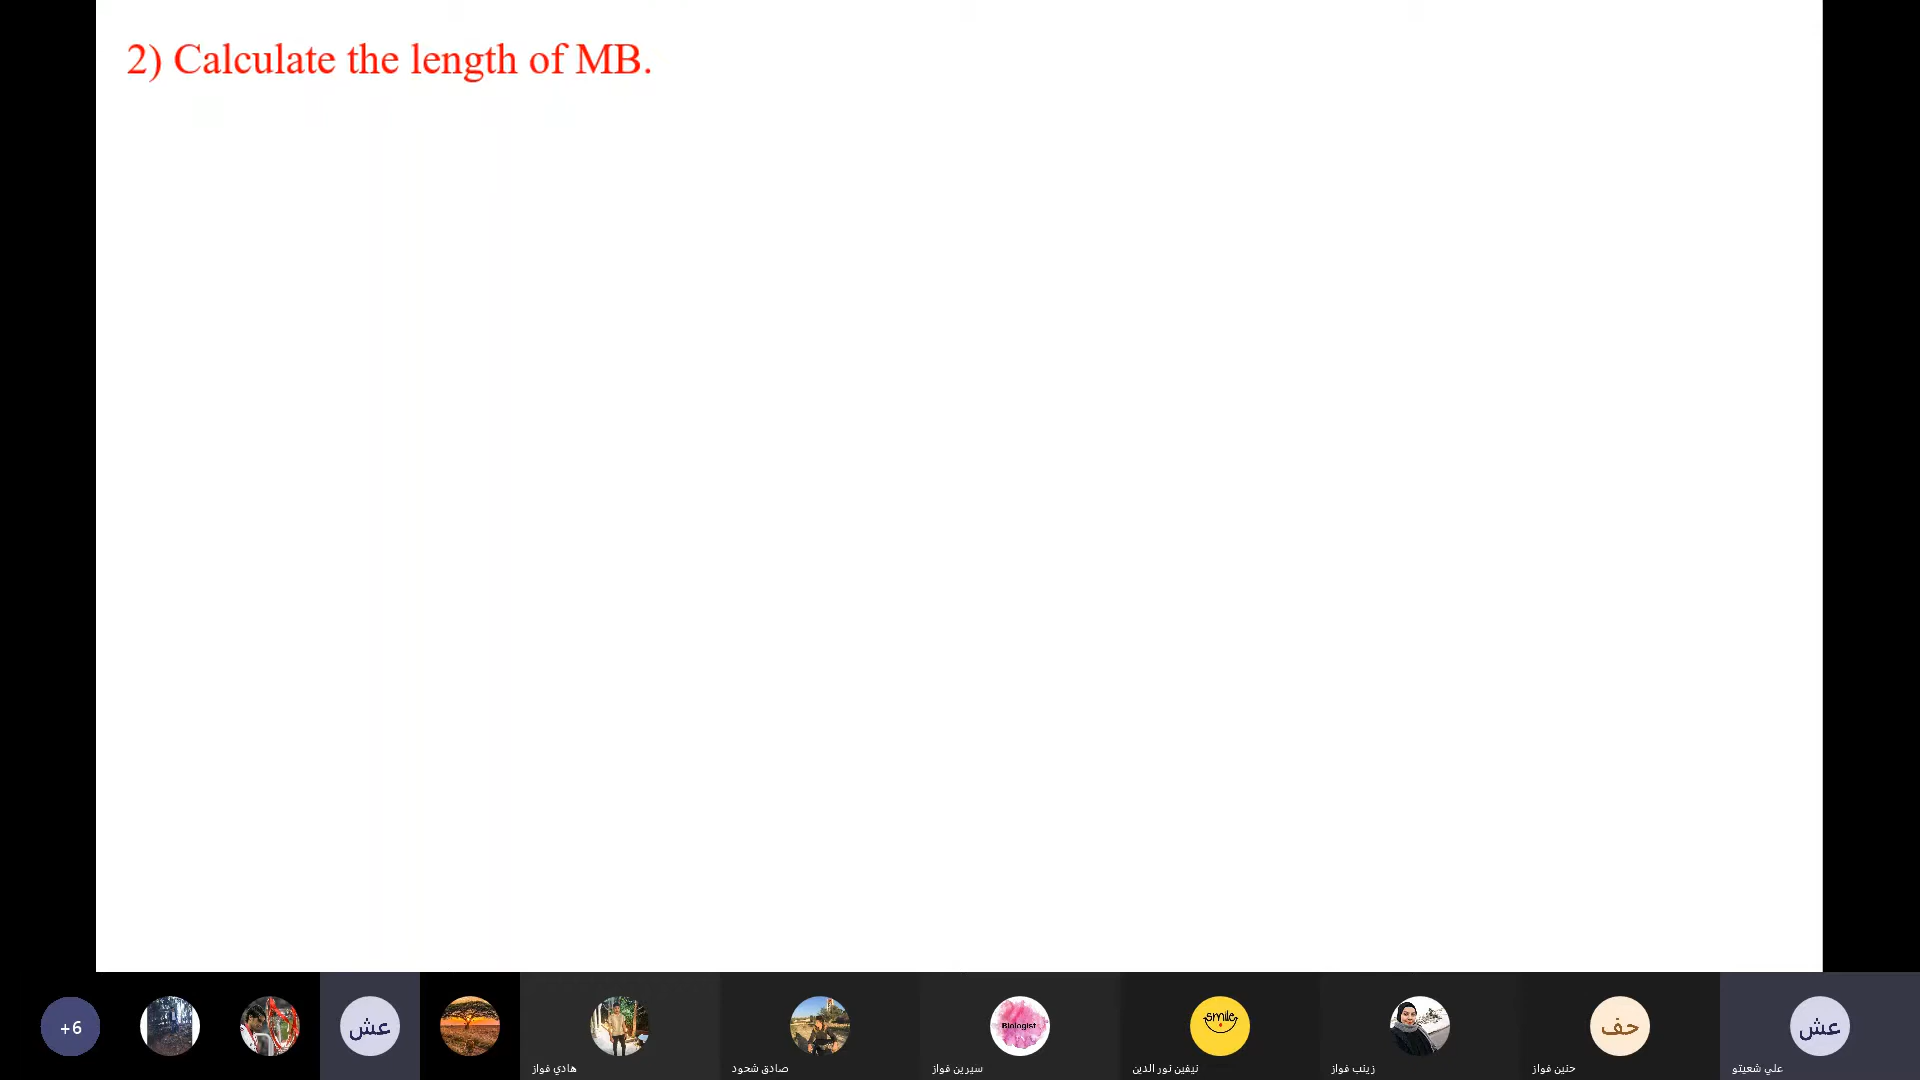 2) Calculate the length of MB.
+6
عش
Biologist
smile
حف
عش
هادي فواز
صادق شحود
سيرين فواز
نيفين نور الدين
زينب فواز
حنين فواز
علي شعيتو